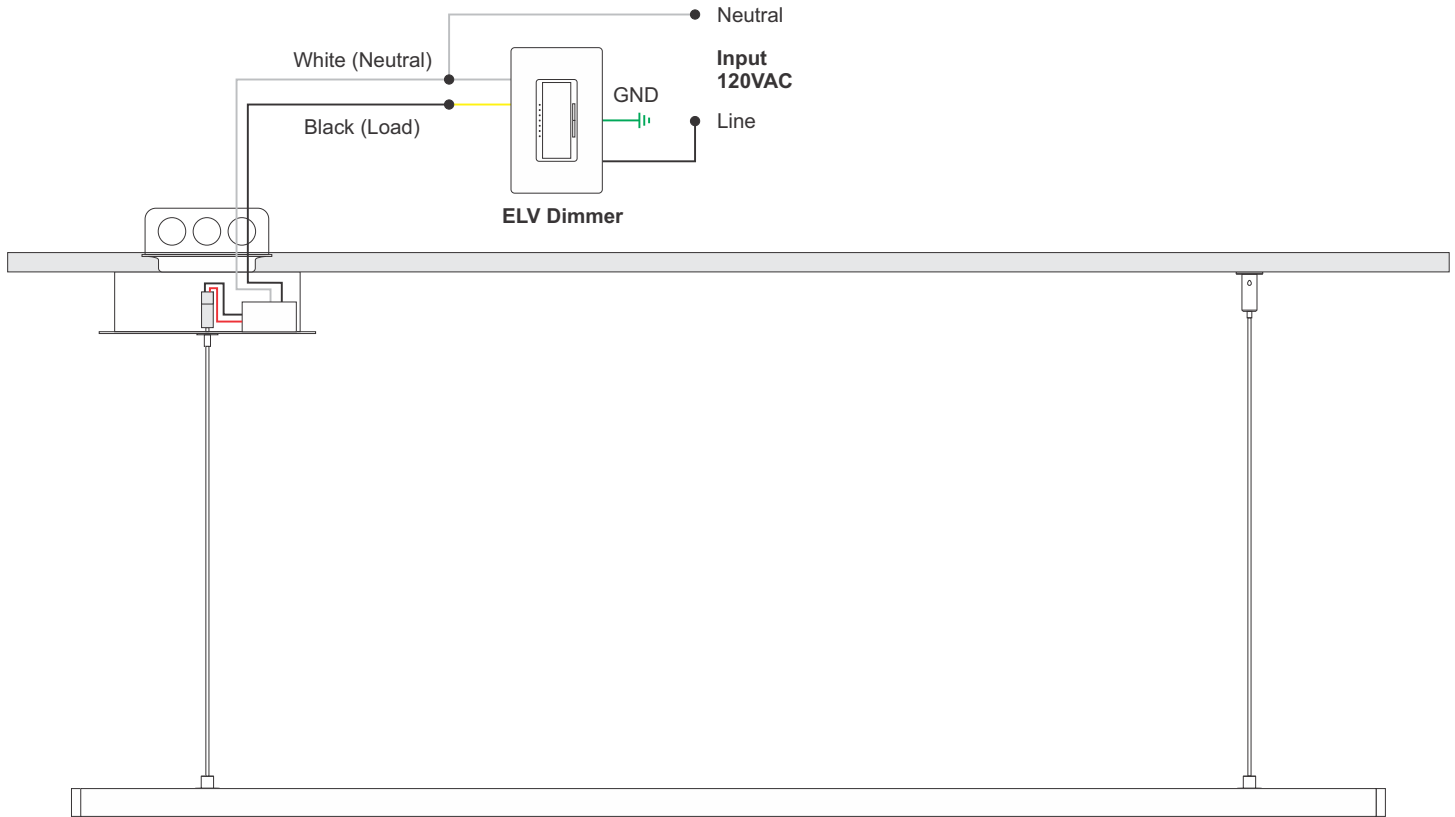 Neutral
White (Neutral)
Input
120VAC
GND
Black (Load)
Line
ELV Dimmer